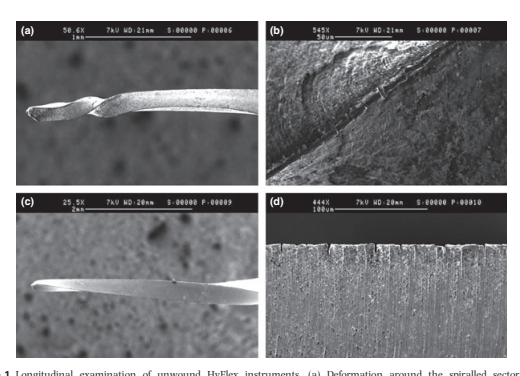 (a) 50.6X 7kV WD:21mm S:00000 P:00006
1mm
(b) 545X 7kV WD:21mm S:00000 P:00007
50um
(c) 25.5X 7kV WD:20mm S:00000 P:00009
2mm
(d) 444X 7kV WD:20mm S:00000 P:00010
100um
1 Longitudinal examination of unwound HyFlex instruments. (a) Deformation around the spiralled sector